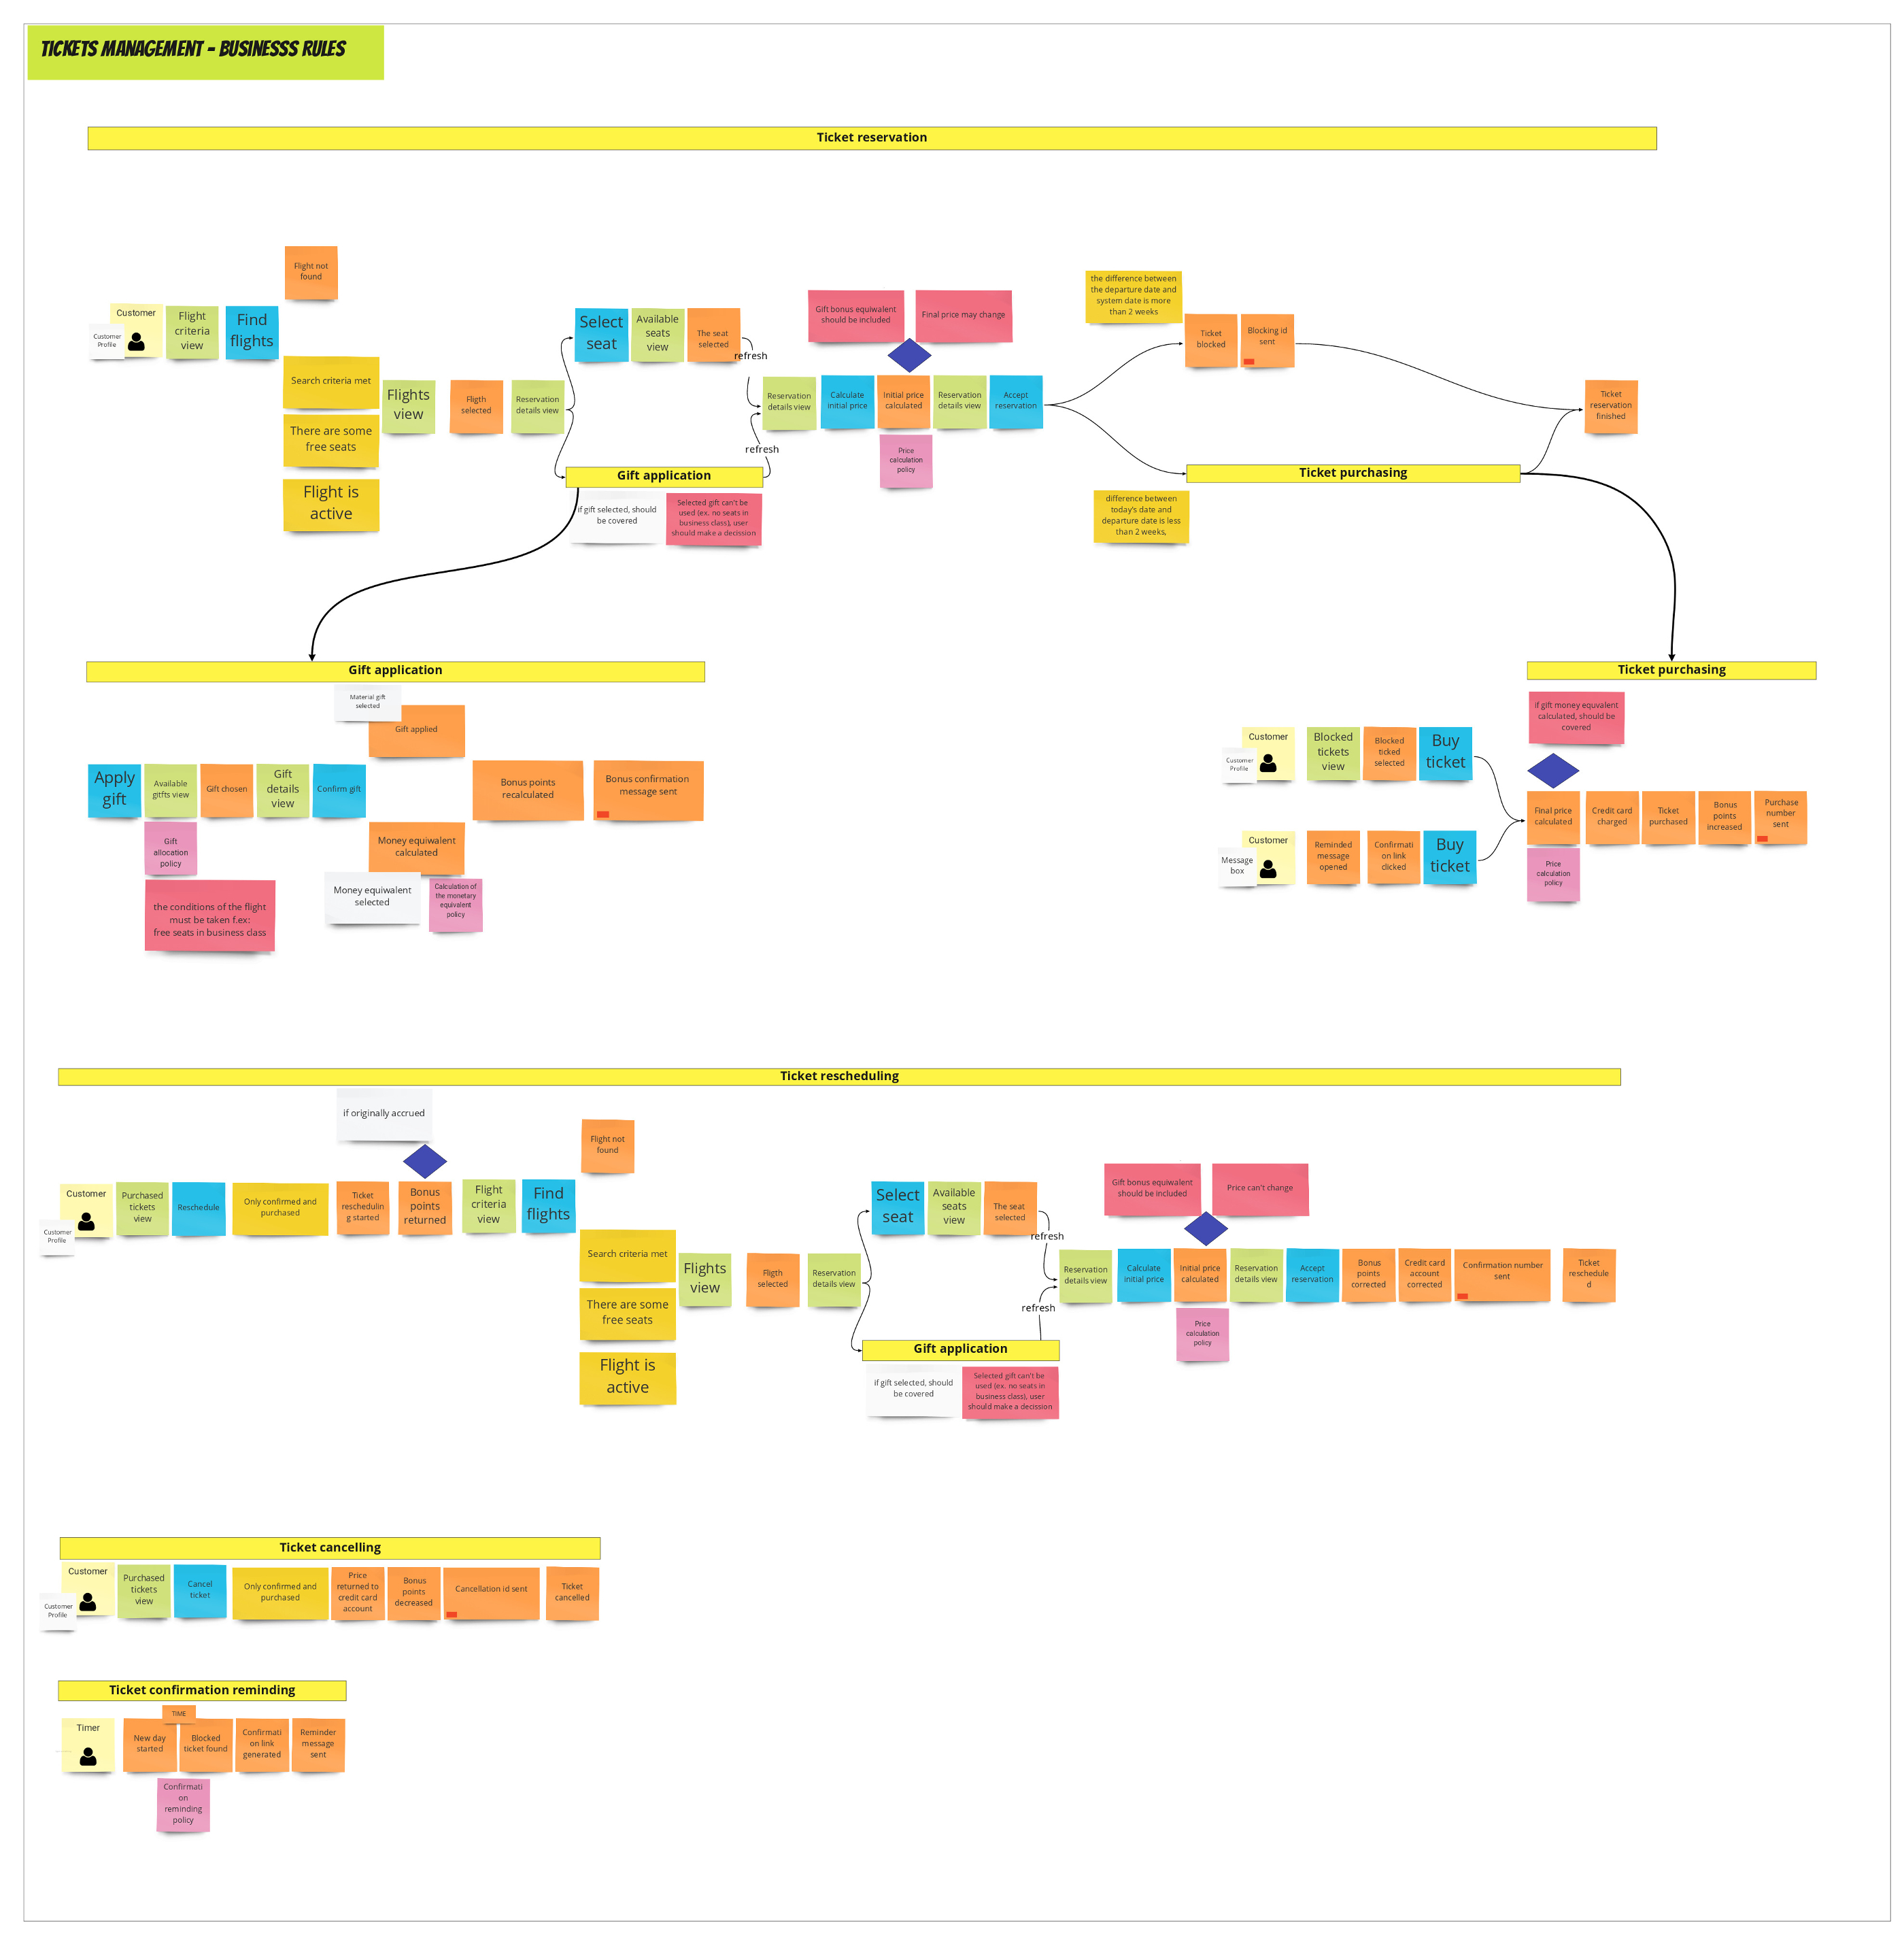 TICKETS MANAGEMENT - BUSINESSS RULES
Ticket reservation
Flight not
found
Customer
Customer
Profile
Flight
criteria
view
Find
flights
Search criteria met
There are some
free seats
Flight is
active
Flights
view
Fligth
selected
Reservation
details view
Select
seat
Available
seats
view
The seat
selected
refresh
refresh
Gift application
if gift selected, should
be covered
Selected gift can't be
used (ex. no seats in
business class), user
should make a decission
Gift bonus equiwalent
should be included
Final price may change
Reservation
details view
Calculate
initial price
Initial price
calculated
Reservation
details view
Accept
reservation
Price
calculation
policy
the difference between
the departure date and
system date is more
than 2 weeks
Ticket
blocked
Blocking id
sent
Ticket
reservation
finished
Ticket purchasing
difference between
today's date and
departure date is less
than 2 weeks,
Gift application
Material gift
selected
Gift applied
Apply
gift
Available
gitfts view
Gift chosen
Gift
details
view
Confirm gift
Bonus points
recalculated
Bonus confirmation
message sent
Gift
allocation
policy
Money equiwalent
calculated
the conditions of the flight
must be taken f.ex:
free seats in business class
Money equiwalent
selected
Calculation of
the monetary
equivalent
policy
Ticket purchasing
if gift money equvalent
calculated, should be
covered
Customer
Customer
Profile
Blocked
tickets
view
Blocked
ticked
selected
Buy
ticket
Customer
Message
box
Reminded
message
opened
Confirmati
on link
clicked
Buy
ticket
Final price
calculated
Credit card
charged
Ticket
purchased
Bonus
points
increased
Purchase
number
sent
Price
calculation
policy
Ticket rescheduling
if originally accrued
Flight not
found
Customer
Customer
Profile
Purchased
tickets
view
Reschedule
Only confirmed and
purchased
Ticket
reschedulin
g started
Bonus
points
returned
Flight
criteria
view
Find
flights
Search criteria met
There are some
free seats
Flight is
active
Flights
view
Fligth
selected
Reservation
details view
Select
seat
Available
seats
view
The seat
selected
refresh
refresh
Gift application
if gift selected, should
be covered
Selected gift can't be
used (ex. no seats in
business class), user
should make a decission
Gift bonus equiwalent
should be included
Price can't change
Reservation
details view
Calculate
initial price
Initial price
calculated
Reservation
details view
Accept
reservation
Bonus
points
corrected
Credit card
account
corrected
Confirmation number
sent
Ticket
reschedule
d
Price
calculation
policy
Ticket cancelling
Customer
Customer
Profile
Purchased
tickets
view
Cancel
ticket
Only confirmed and
purchased
Price
returned to
credit card
account
Bonus
points
decreased
Cancellation id sent
Ticket
cancelled
Ticket confirmation reminding
TIME
Timer
New day
started
Blocked
ticket found
Confirmati
on link
generated
Reminder
message
sent
Confirmati
on
reminding
policy